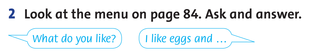 2 Look at the menu on page 84. Ask and answer.
What do you like? I like eggs and ...